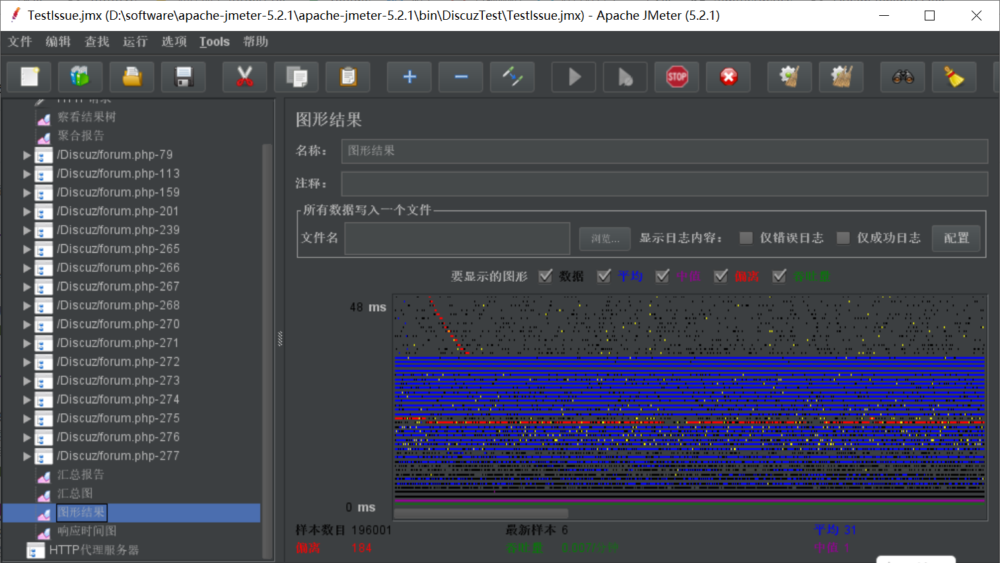 TestIssue.jmx (D:\software\apache-jmeter-5.2.1\apache-jmeter-5.2.1\bin\DiscuzTest\TestIssue.jmx) - Apache JMeter (5.2.1)
文件 编辑 查找 运行 选项 Tools 帮助
STOP
HTTP请求
察看结果树
聚合报告
/Discuz/forum.php-79
/Discuz/forum.php-113
/Discuz/forum.php-159
/Discuz/forum.php-201
/Discuz/forum.php-239
/Discuz/forum.php-265
/Discuz/forum.php-266
/Discuz/forum.php-267
/Discuz/forum.php-268
/Discuz/forum.php-270
/Discuz/forum.php-271
/Discuz/forum.php-272
/Discuz/forum.php-273
/Discuz/forum.php-274
/Discuz/forum.php-275
/Discuz/forum.php-276
/Discuz/forum.php-277
汇总报告
汇总图
图形结果
响应时间图
HTTP代理服务器
图形结果
名称： 图形结果
注释：
所有数据写入一个文件
文件名 浏览... 显示日志内容： 仅错误日志 仅成功日志 配置
要显示的图形 数据 平均 中值 偏离 吞吐量
48 ms
0 ms
样本数目 196001 最新样本 6 平均 31
偏离 184 吞吐量 0.007/分钟 中值 1